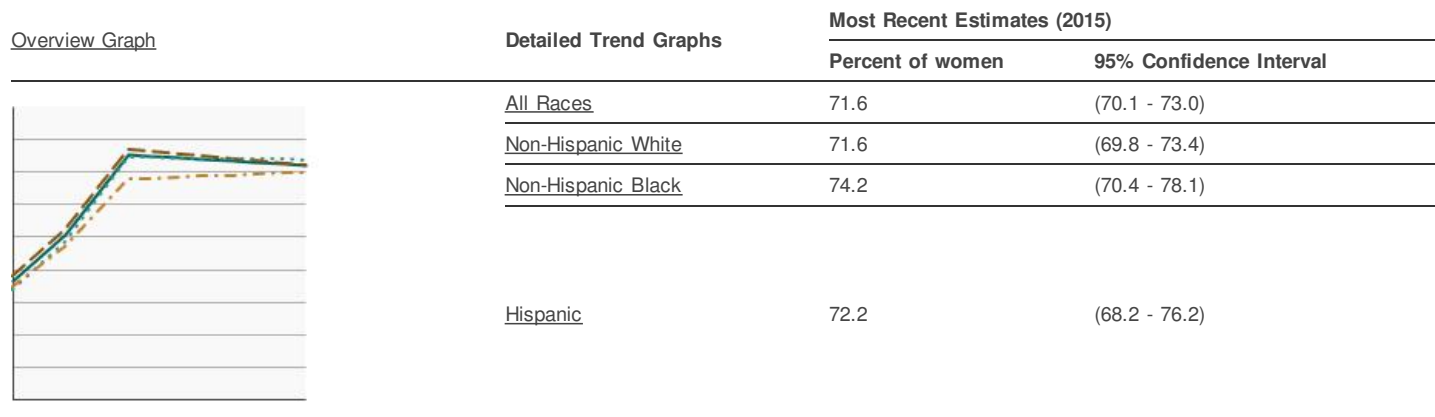 Overview Graph
Detailed Trend Graphs
Most Recent Estimates (2015)
Percent of women
95% Confidence Interval
All Races 71.6 (70.1 - 73.0)
Non-Hispanic White 71.6 (69.8 - 73.4)
Non-Hispanic Black 74.2 (70.4 - 78.1)
Hispanic 72.2 (68.2 - 76.2)